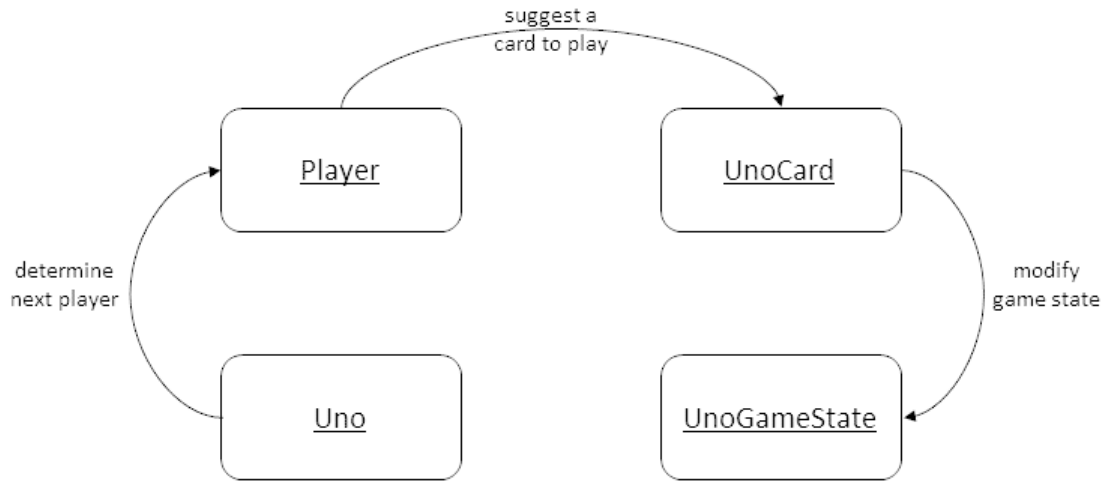 suggest a
card to play
Player
UnoCard
determine
next player
modify
game state
Uno
UnoGameState